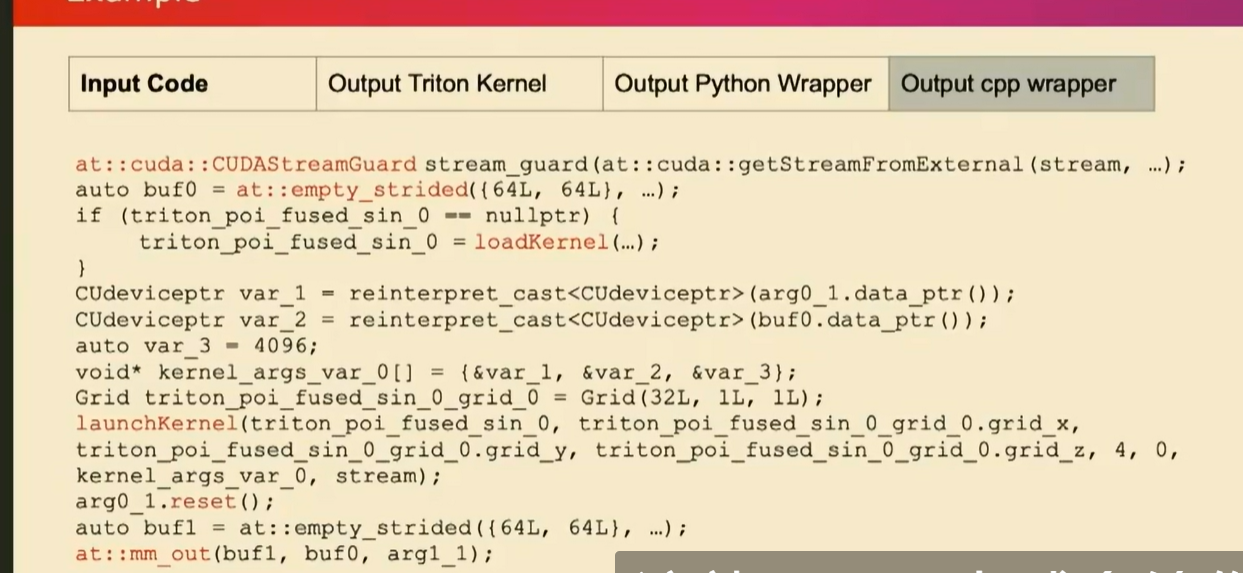 Input Code
Output Triton Kernel
Output Python Wrapper
Output cpp wrapper
at::cuda::CUDAStreamGuard stream_guard(at::cuda::getStreamFromExternal(stream, …);
auto buf0 = at::empty_strided({64L, 64L}, …);
if (triton_poi_fused_sin_0 == nullptr) {
triton_poi_fused_sin_0 = loadKernel(…);
}
CUdeviceptr var_1 = reinterpret_cast<CUdeviceptr>(arg0_1.data_ptr());
CUdeviceptr var_2 = reinterpret_cast<CUdeviceptr>(buf0.data_ptr());
auto var_3 = 4096;
void* kernel_args_var_0[] = {&var_1, &var_2, &var_3};
Grid triton_poi_fused_sin_0_grid_0 = Grid(32L, 1L, 1L);
launchKernel(triton_poi_fused_sin_0, triton_poi_fused_sin_0_grid_0.grid_x,
triton_poi_fused_sin_0_grid_0.grid_y, triton_poi_fused_sin_0_grid_0.grid_z, 4, 0,
kernel_args_var_0, stream);
arg0_1.reset();
auto buf1 = at::empty_strided({64L, 64L}, …);
at::mm_out(buf1, buf0, arg1_1);